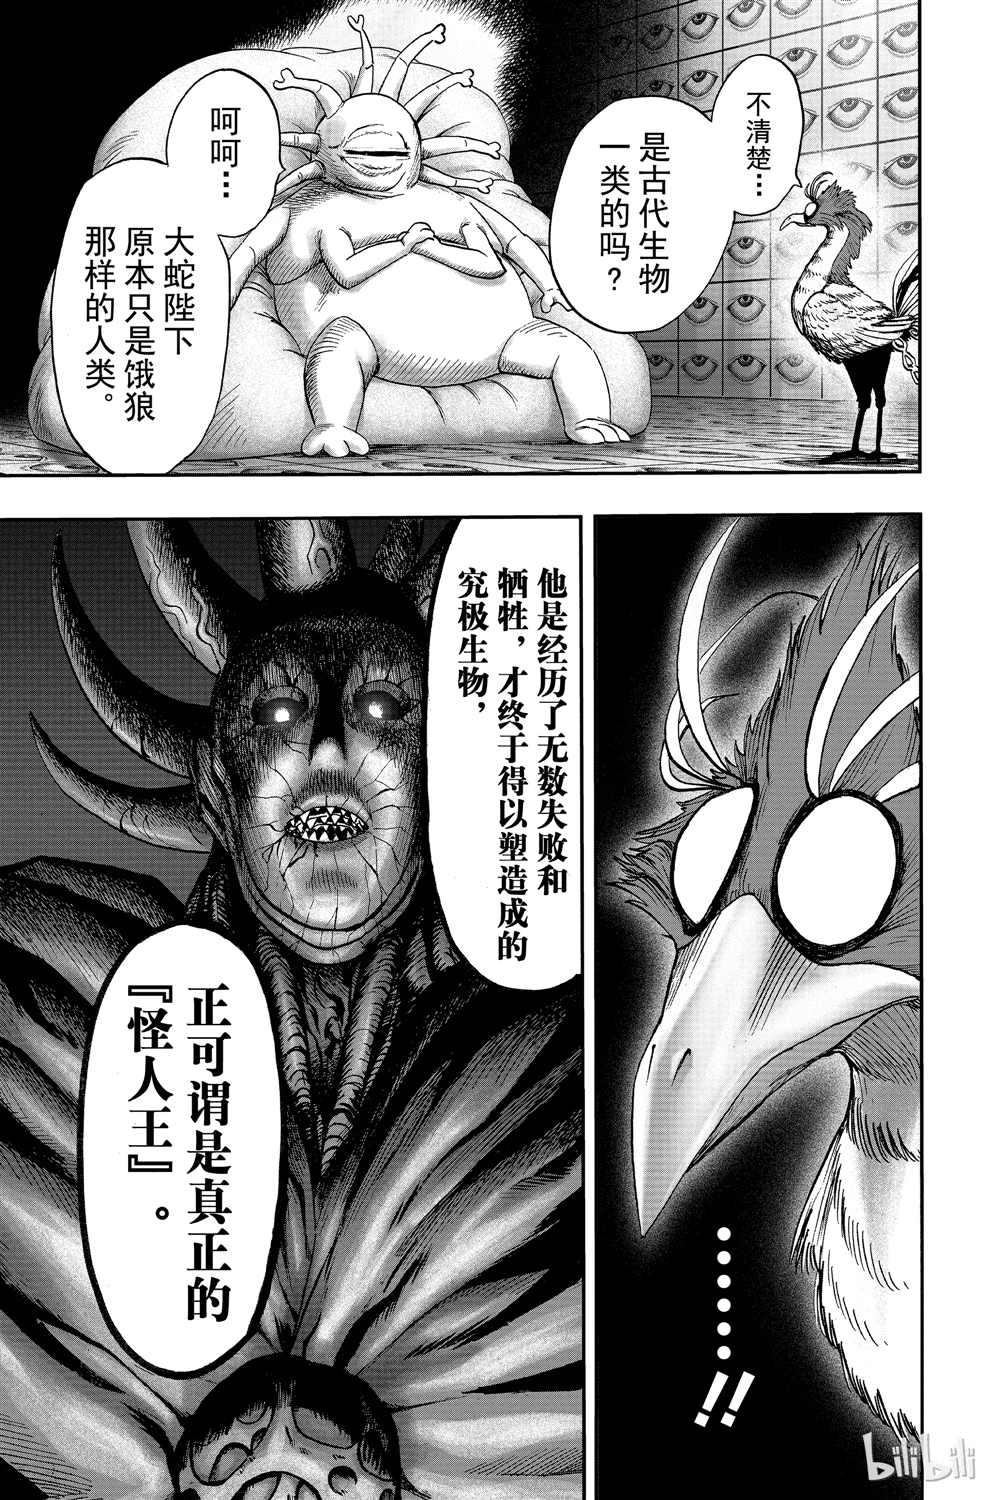 不清楚…
是古代生物
一类的吗？
呵呵…
大蛇陛下
原本只是饿狼
那样的人类。
……!!
他是经历了无数失败和
牺牲，才终于得以塑造成的
究极生物，
正可谓是真正的
『怪人王』。
bilibili